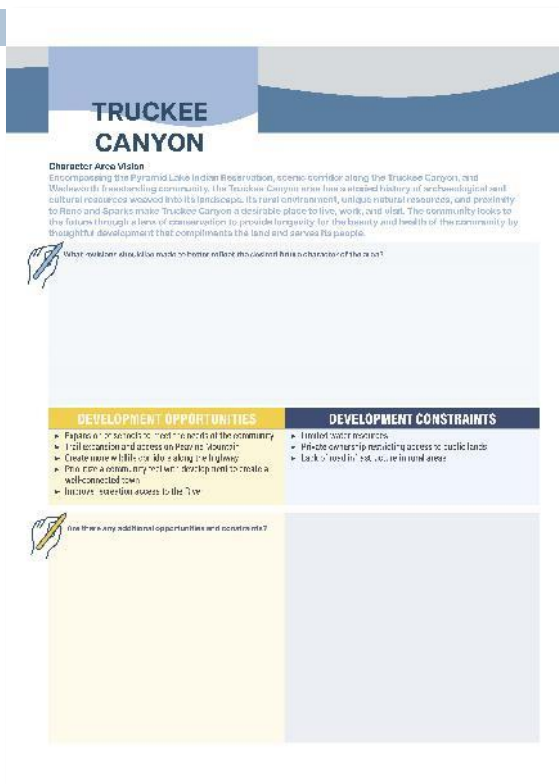 TRUCKEE
CANYON
Character Area Vision
Encompassing the Pyramid Lake Indian Reservation, scenic corridor along the Truckee Canyon, and
Wadsworth freestanding community, the Truckee Canyon area has a storied history of archaeological and
cultural resources weaved into its landscape. Its rural environment, unique natural resources, and proximity
to Reno and Sparks make Truckee Canyon a desirable place to live, work, and visit. The community looks to
the future through a lens of conservation to provide longevity for the beauty and health of the community by
thoughtful development that compliments the land and serves its people.
What revisions should be made to better reflect the desired future character of the area?
DEVELOPMENT OPPORTUNITIES
► Expansion of schools to meet the needs of the community
► Trail expansion and access on Peavine Mountain
► Create more wildlife corridors along the highway
► Prioritize a community feel with development to create a
well-connected town
► Improve recreation access to the River
DEVELOPMENT CONSTRAINTS
► Limited water resources
► Private ownership restricting access to public lands
► Lack of road infrastructure in rural areas
Are there any additional opportunities and constraints?